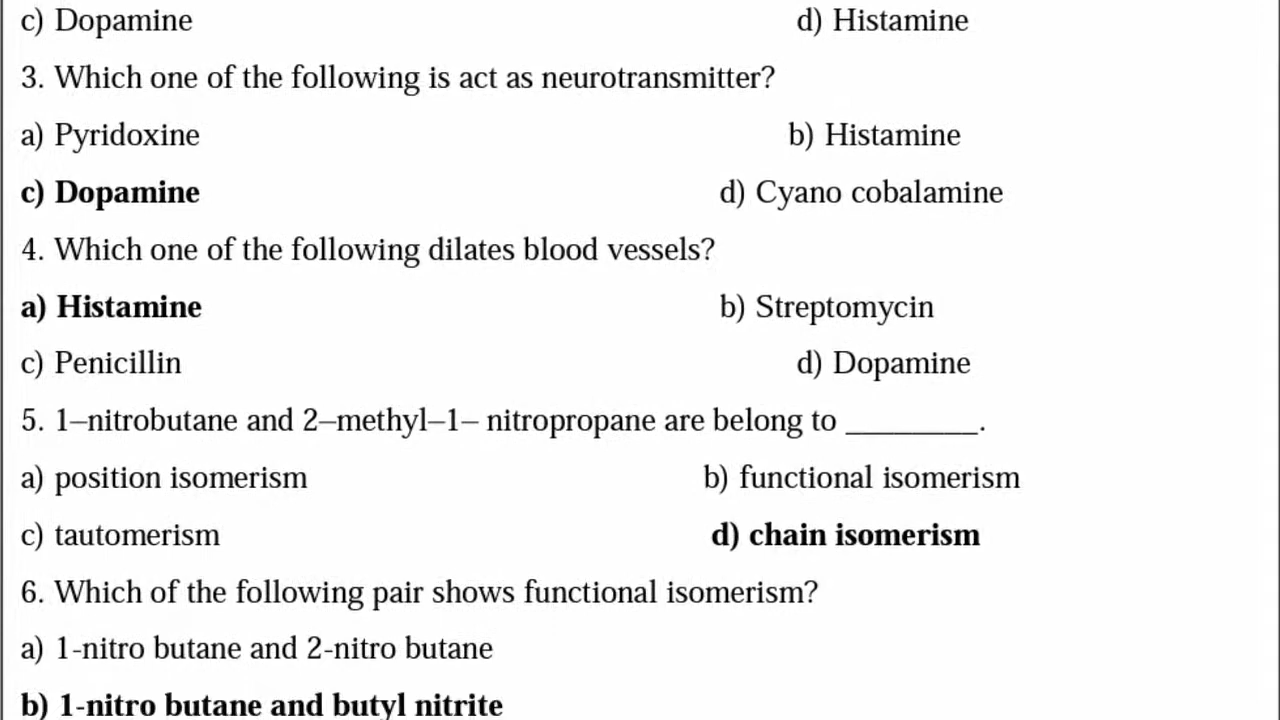 c) Dopamine d) Histamine
3. Which one of the following is act as neurotransmitter?
a) Pyridoxine b) Histamine
c) Dopamine d) Cyano cobalamine
4. Which one of the following dilates blood vessels?
a) Histamine b) Streptomycin
c) Penicillin d) Dopamine
5. 1–nitrobutane and 2–methyl–1– nitropropane are belong to ________.
a) position isomerism b) functional isomerism
c) tautomerism d) chain isomerism
6. Which of the following pair shows functional isomerism?
a) 1-nitro butane and 2-nitro butane
b) 1-nitro butane and butyl nitrite